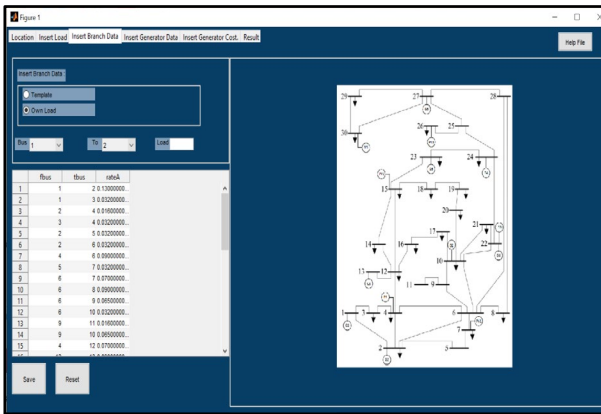 Figure 1
Location Insert Load Insert Branch Data Insert Generator Data Insert Generator Cost. Result
Help File
Insert Branch Data :
Template
Own Load
Bus 1 To 2 Load
fbus tbus rateA
1 1 2 0.13000000...
2 1 3 0.03200000...
3 2 4 0.01600000...
4 3 4 0.03200000...
5 2 5 0.03200000...
6 2 6 0.03200000...
7 4 6 0.09000000...
8 5 7 0.03200000...
9 6 7 0.07000000...
10 6 8 0.09000000...
11 6 9 0.06500000...
12 6 10 0.03200000...
13 9 11 0.01600000...
14 9 10 0.06500000...
15 4 12 0.07000000...
Save Reset
29 27 28
30 26 25
23 24
15 18 19
20
17 21
14 16 10 22
13 12
11 9
1 3 4 6 8
7
2 5